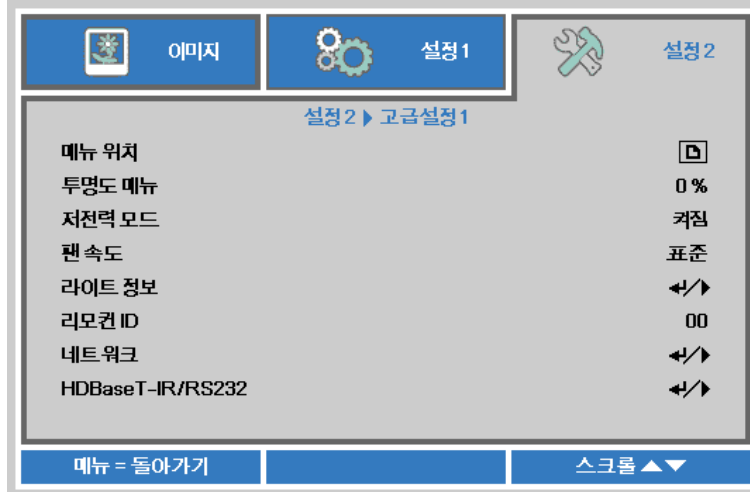 이미지 설정1 설정2
설정2 ▶ 고급설정1
메뉴 위치
투명도 메뉴 0 %
저전력 모드 켜짐
팬 속도 표준
라이트 정보 ↵/▶
리모컨 ID 00
네트워크 ↵/▶
HDBaseT-IR/RS232 ↵/▶
메뉴 = 돌아가기 스크롤 ▲▼